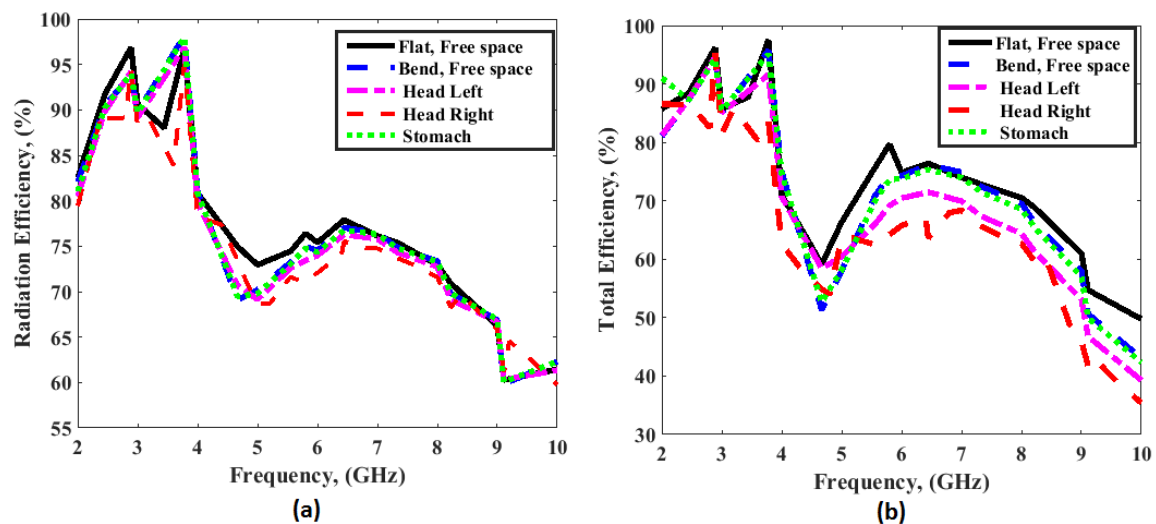 100
95
90
85
80
75
70
65
60
55
2 3 4 5 6 7 8 9 10
Radiation Efficiency, (%)
Frequency, (GHz)
Flat, Free space
Bend, Free space
Head Left
Head Right
Stomach
(a)
100
90
80
70
60
50
40
30
2 3 4 5 6 7 8 9 10
Total Efficiency, (%)
Frequency, (GHz)
Flat, Free space
Bend, Free space
Head Left
Head Right
Stomach
(b)